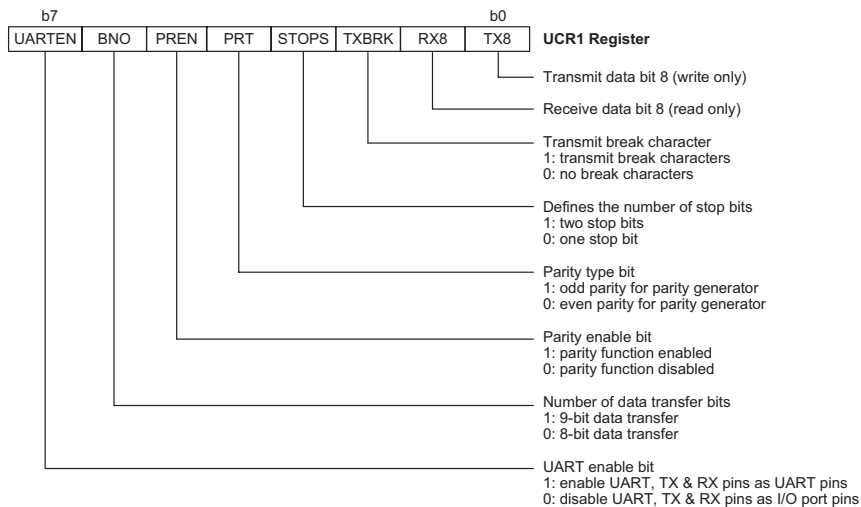 b7 b0
UARTEN BNO PREN PRT STOPS TXBRK RX8 TX8 UCR1 Register
Transmit data bit 8 (write only)
Receive data bit 8 (read only)
Transmit break character
1: transmit break characters
0: no break characters
Defines the number of stop bits
1: two stop bits
0: one stop bit
Parity type bit
1: odd parity for parity generator
0: even parity for parity generator
Parity enable bit
1: parity function enabled
0: parity function disabled
Number of data transfer bits
1: 9-bit data transfer
0: 8-bit data transfer
UART enable bit
1: enable UART, TX & RX pins as UART pins
0: disable UART, TX & RX pins as I/O port pins